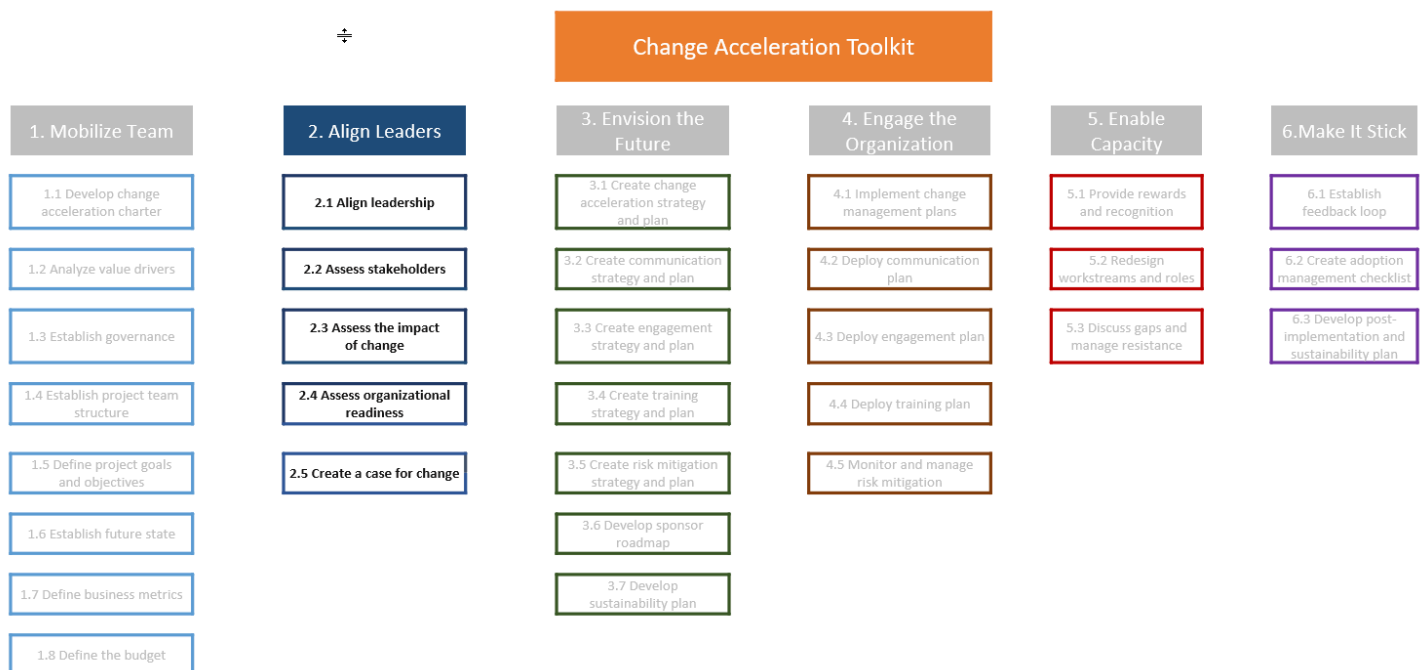 Change Acceleration Toolkit
1. Mobilize Team
1.1 Develop change
acceleration charter
1.2 Analyze value drivers
1.3 Establish governance
1.4 Establish project team
structure
1.5 Define project goals
and objectives
1.6 Establish future state
1.7 Define business metrics
1.8 Define the budget
2. Align Leaders
2.1 Align leadership
2.2 Assess stakeholders
2.3 Assess the impact
of change
2.4 Assess organizational
readiness
2.5 Create a case for change
3. Envision the
Future
3.1 Create change
acceleration strategy
and plan
3.2 Create communication
strategy and plan
3.3 Create engagement
strategy and plan
3.4 Create training
strategy and plan
3.5 Create risk mitigation
strategy and plan
3.6 Develop sponsor
roadmap
3.7 Develop
sustainability plan
4. Engage the
Organization
4.1 Implement change
management plans
4.2 Deploy communication
plan
4.3 Deploy engagement plan
4.4 Deploy training plan
4.5 Monitor and manage
risk mitigation
5. Enable
Capacity
5.1 Provide rewards
and recognition
5.2 Redesign
workstreams and roles
5.3 Discuss gaps and
manage resistance
6.Make It Stick
6.1 Establish
feedback loop
6.2 Create adoption
management checklist
6.3 Develop post-
implementation and
sustainability plan